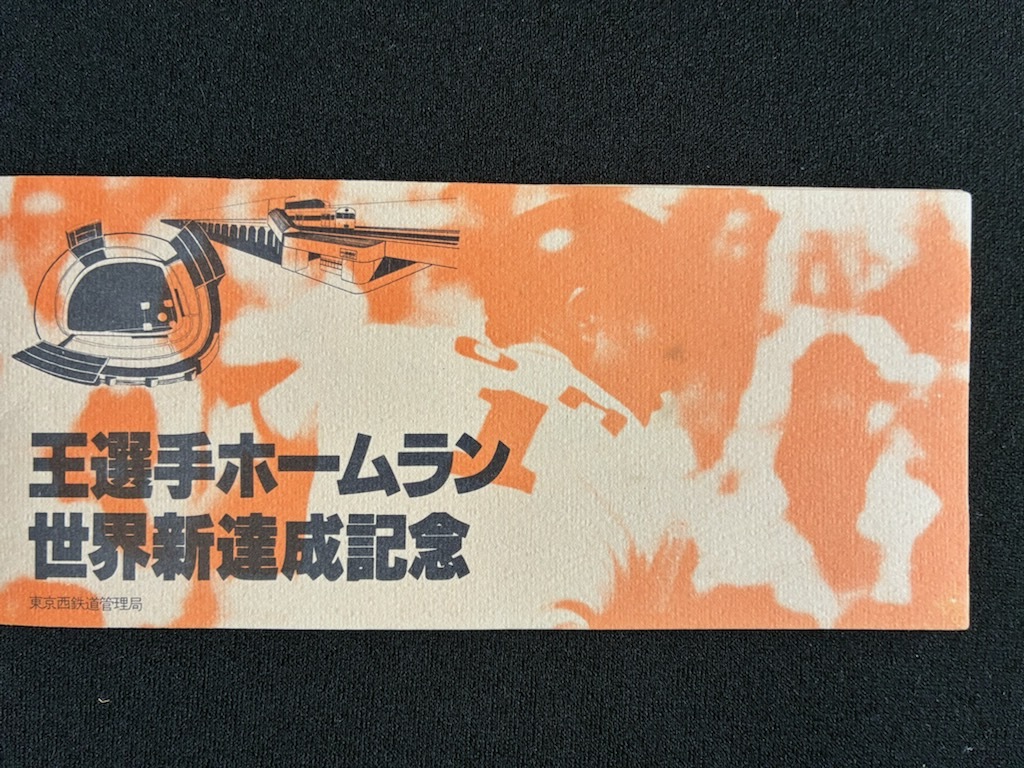 王選手ホームラン
世界新達成記念
東京西鉄道管理局